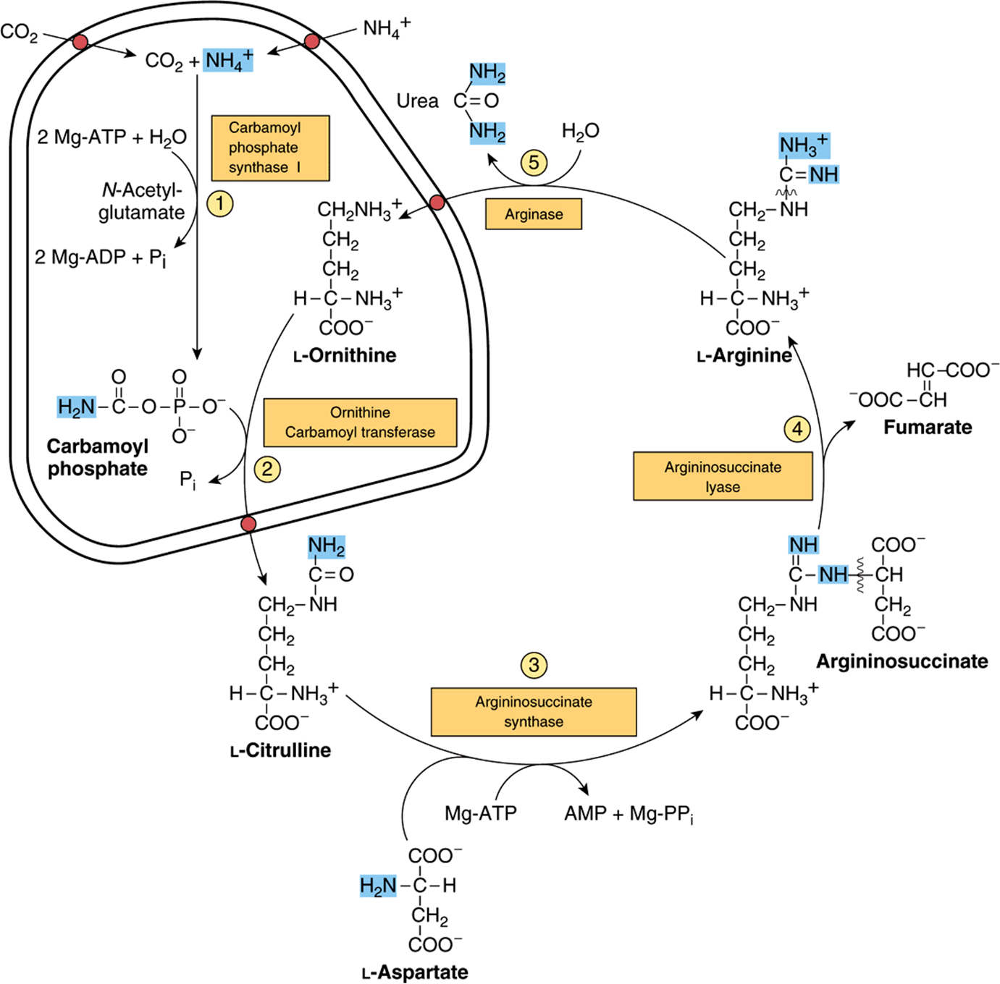 CO₂
NH₄⁺
CO₂ + NH₄⁺
2 Mg-ATP + H₂O
Carbamoyl
phosphate
synthase I
N-Acetyl-
glutamate
1
2 Mg-ADP + Pᵢ
O O
H₂N–C–O–P–O⁻
O⁻
Carbamoyl
phosphate
Pᵢ
CH₂NH₃⁺
CH₂
CH₂
H–C–NH₃⁺
COO⁻
L-Ornithine
Ornithine
Carbamoyl transferase
2
NH₂
C=O
CH₂–NH
CH₂
CH₂
H–C–NH₃⁺
COO⁻
L-Citrulline
3
Argininosuccinate
synthase
Mg-ATP
AMP + Mg-PPᵢ
COO⁻
H₂N–C–H
CH₂
COO⁻
L-Aspartate
NH COO⁻
C–NH–CH
CH₂–NH CH₂
CH₂ COO⁻
Argininosuccinate
CH₂
H–C–NH₃⁺
COO⁻
4
Argininosuccinate
lyase
HC–COO⁻
⁻OOC–CH
Fumarate
NH₃⁺
C=NH
CH₂–NH
CH₂
CH₂
H–C–NH₃⁺
COO⁻
L-Arginine
5
Arginase
H₂O
NH₂
Urea C=O
NH₂